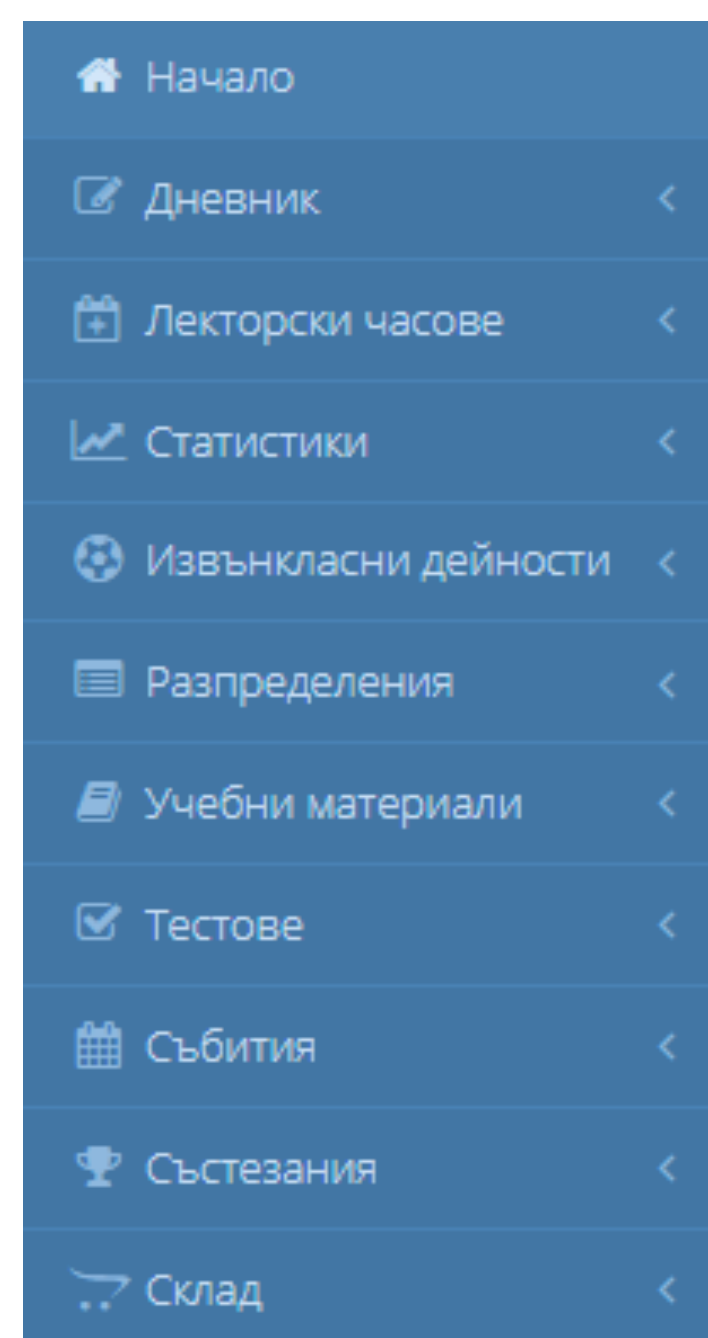 Начало
Дневник
Лекторски часове
Статистики
Извънкласни дейности
Разпределения
Учебни материали
Тестове
Събития
Състезания
Склад